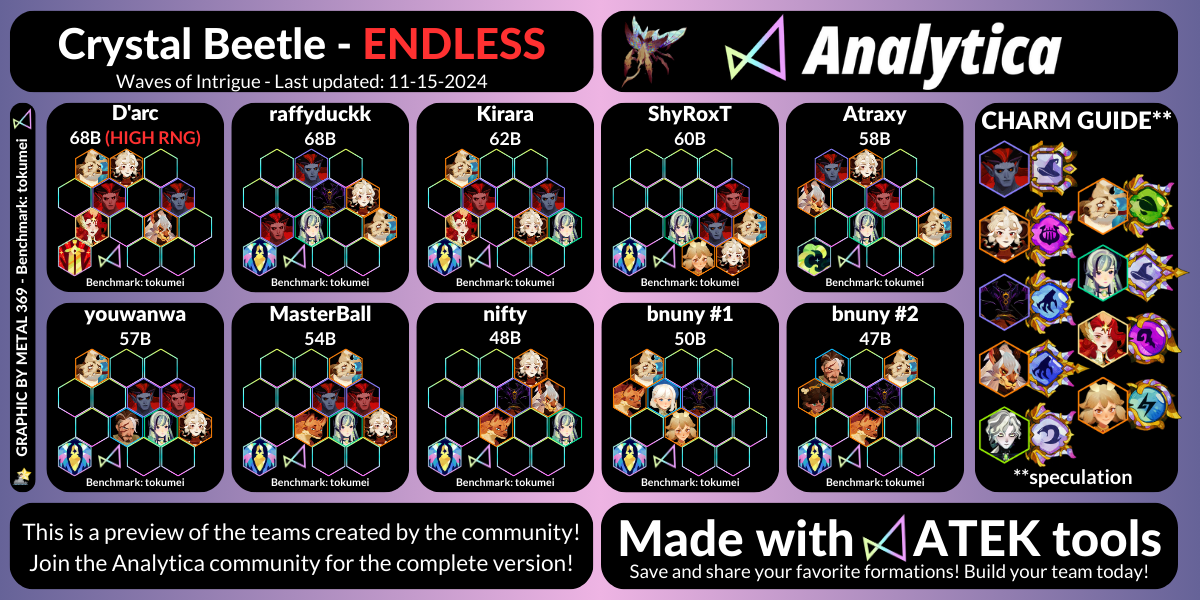 Crystal Beetle - ENDLESS
Waves of Intrigue - Last updated: 11-15-2024
Analytica
GRAPHIC BY METAL 369 - Benchmark: tokumei
D'arc
68B (HIGH RNG)
Benchmark: tokumei
raffyduckk
68B
Benchmark: tokumei
Kirara
62B
Benchmark: tokumei
ShyRoxT
60B
Benchmark: tokumei
Atraxy
58B
Benchmark: tokumei
youwanwa
57B
Benchmark: tokumei
MasterBall
54B
Benchmark: tokumei
nifty
48B
Benchmark: tokumei
bnuny #1
50B
Benchmark: tokumei
bnuny #2
47B
Benchmark: tokumei
CHARM GUIDE**
**speculation
This is a preview of the teams created by the community!
Join the Analytica community for the complete version!
Made with ATEK tools
Save and share your favorite formations! Build your team today!